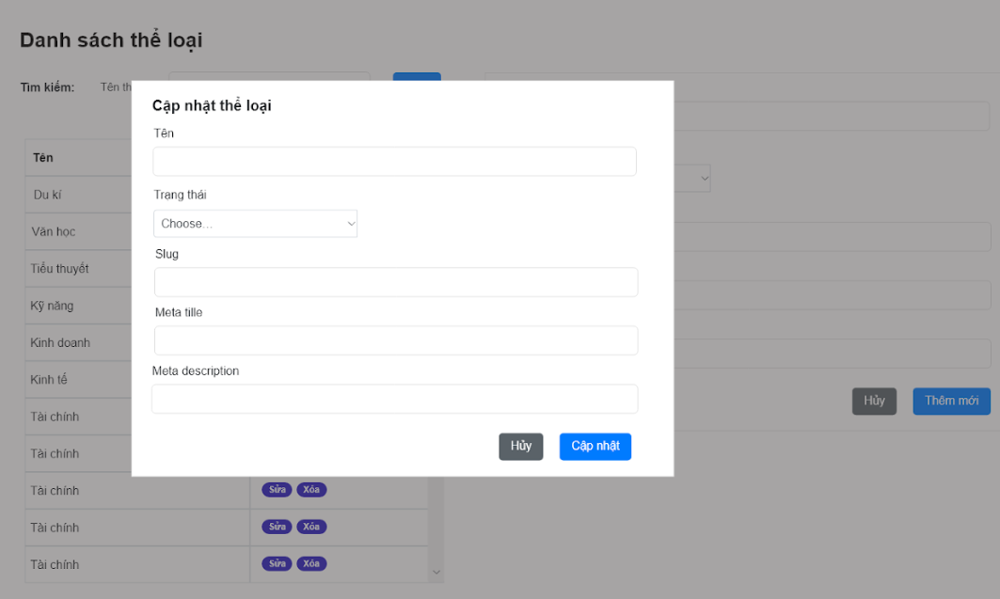 Danh sách thể loại
Tìm kiếm: Tên th
Cập nhật thể loại
Tên
Trang thái
Choose...
Slug
Meta tille
Meta description
Hủy Cập nhật
Tên
Du kí
Văn học
Tiểu thuyết
Kỹ năng
Kinh doanh
Kinh tế
Tài chính
Tài chính
Tài chính Sửa Xóa
Tài chính Sửa Xóa
Tài chính Sửa Xóa
Hủy Thêm mới